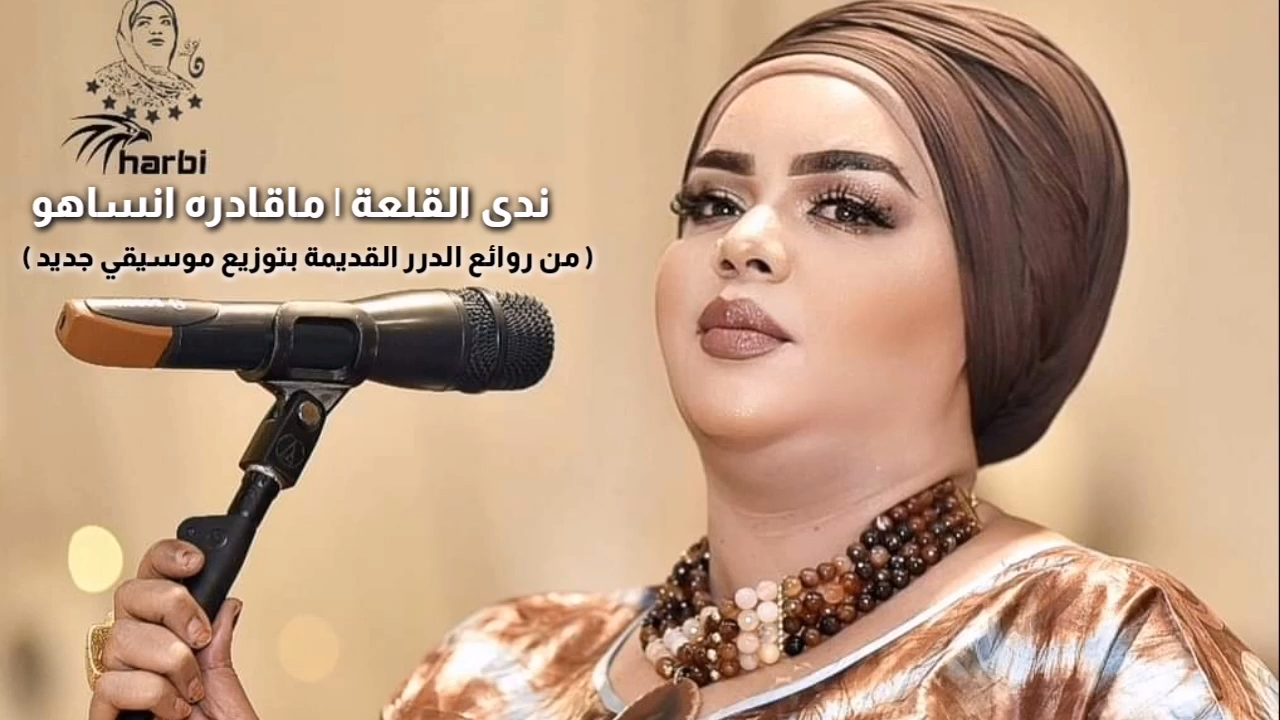 harbi
ندى القلعة | ماقادره انساهو
( من روائع الدرر القديمة بتوزيع موسيقي جديد )